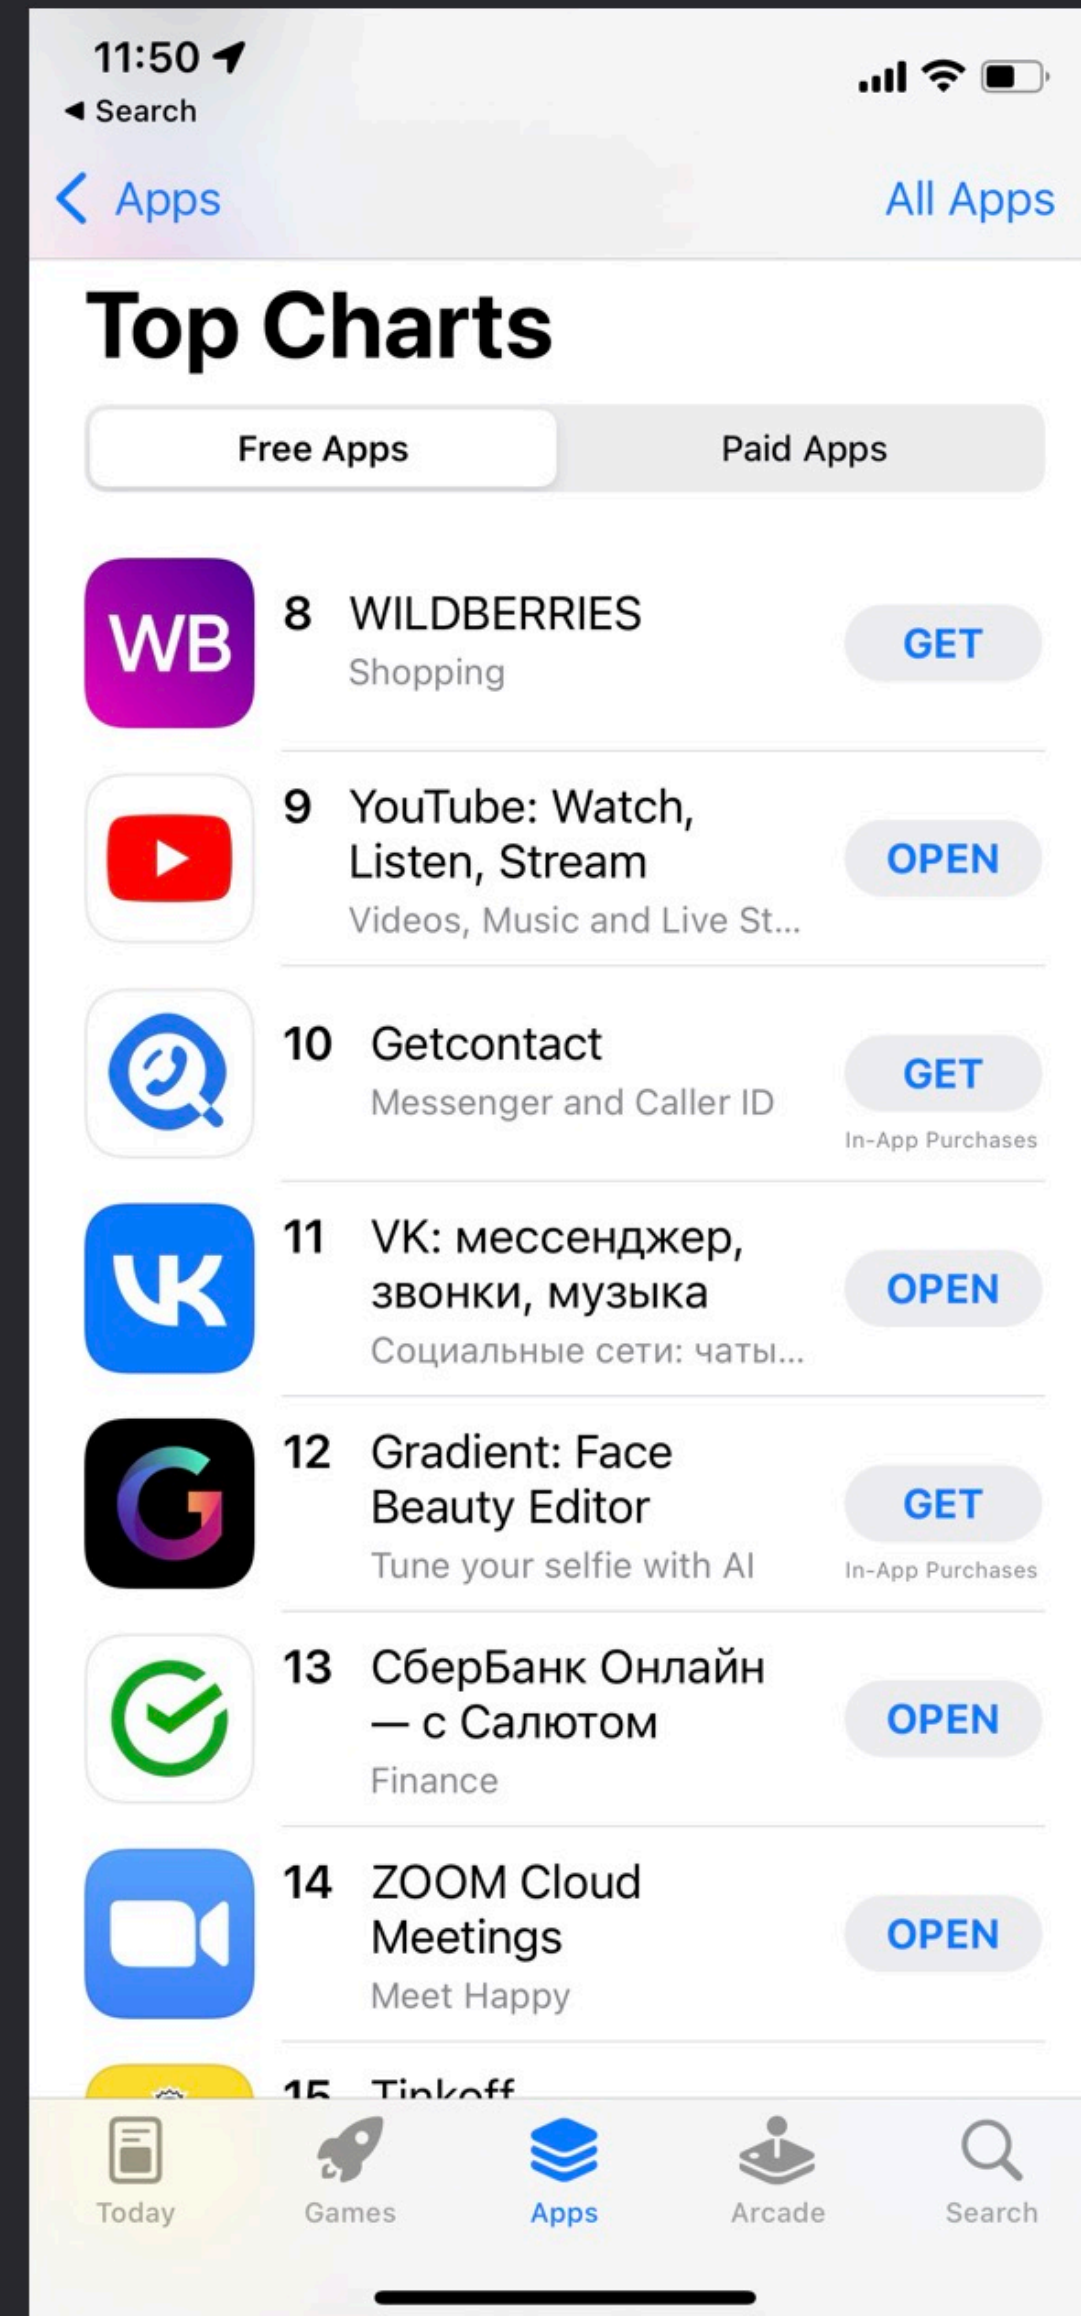 11:50
Search
Apps
All Apps
Top Charts
Free Apps
Paid Apps
WB
8 WILDBERRIES
Shopping
GET
9 YouTube: Watch,
Listen, Stream
Videos, Music and Live St...
OPEN
10 Getcontact
Messenger and Caller ID
GET
In-App Purchases
11 VK: мессенджер,
звонки, музыка
Социальные сети: чаты...
OPEN
12 Gradient: Face
Beauty Editor
Tune your selfie with AI
GET
In-App Purchases
13 СберБанк Онлайн
— с Салютом
Finance
OPEN
14 ZOOM Cloud
Meetings
Meet Happy
OPEN
15 Tinkoff
Today
Games
Apps
Arcade
Search